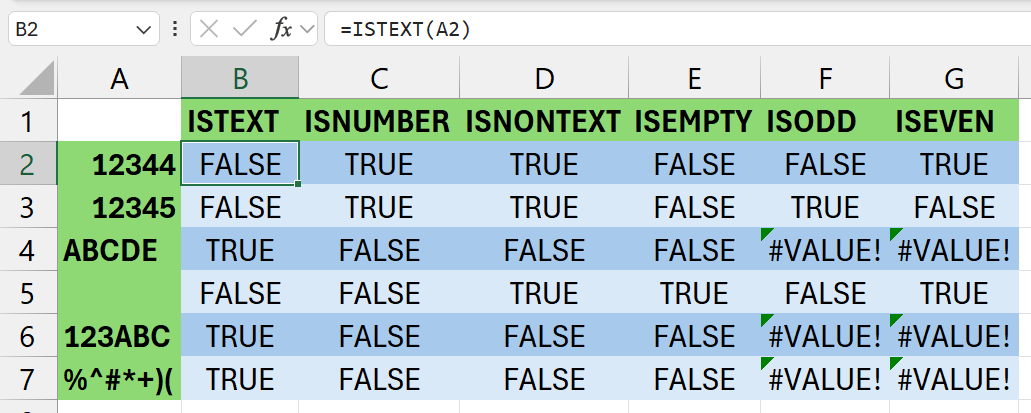 B2 fx =ISTEXT(A2)
A B C D E F G
1 ISTEXT ISNUMBER ISNONTEXT ISEMPTY ISODD ISEVEN
2 12344 FALSE TRUE TRUE FALSE FALSE TRUE
3 12345 FALSE TRUE TRUE FALSE TRUE FALSE
4 ABCDE TRUE FALSE FALSE FALSE #VALUE! #VALUE!
5 FALSE FALSE TRUE TRUE FALSE TRUE
6 123ABC TRUE FALSE FALSE FALSE #VALUE! #VALUE!
7 %^#*+)( TRUE FALSE FALSE FALSE #VALUE! #VALUE!